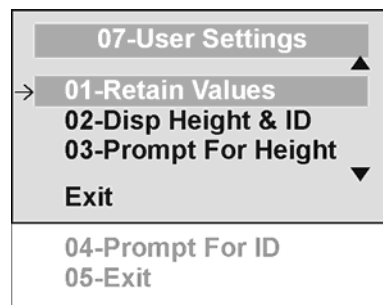 07-User Settings
01-Retain Values
02-Disp Height & ID
03-Prompt For Height
Exit
04-Prompt For ID
05-Exit